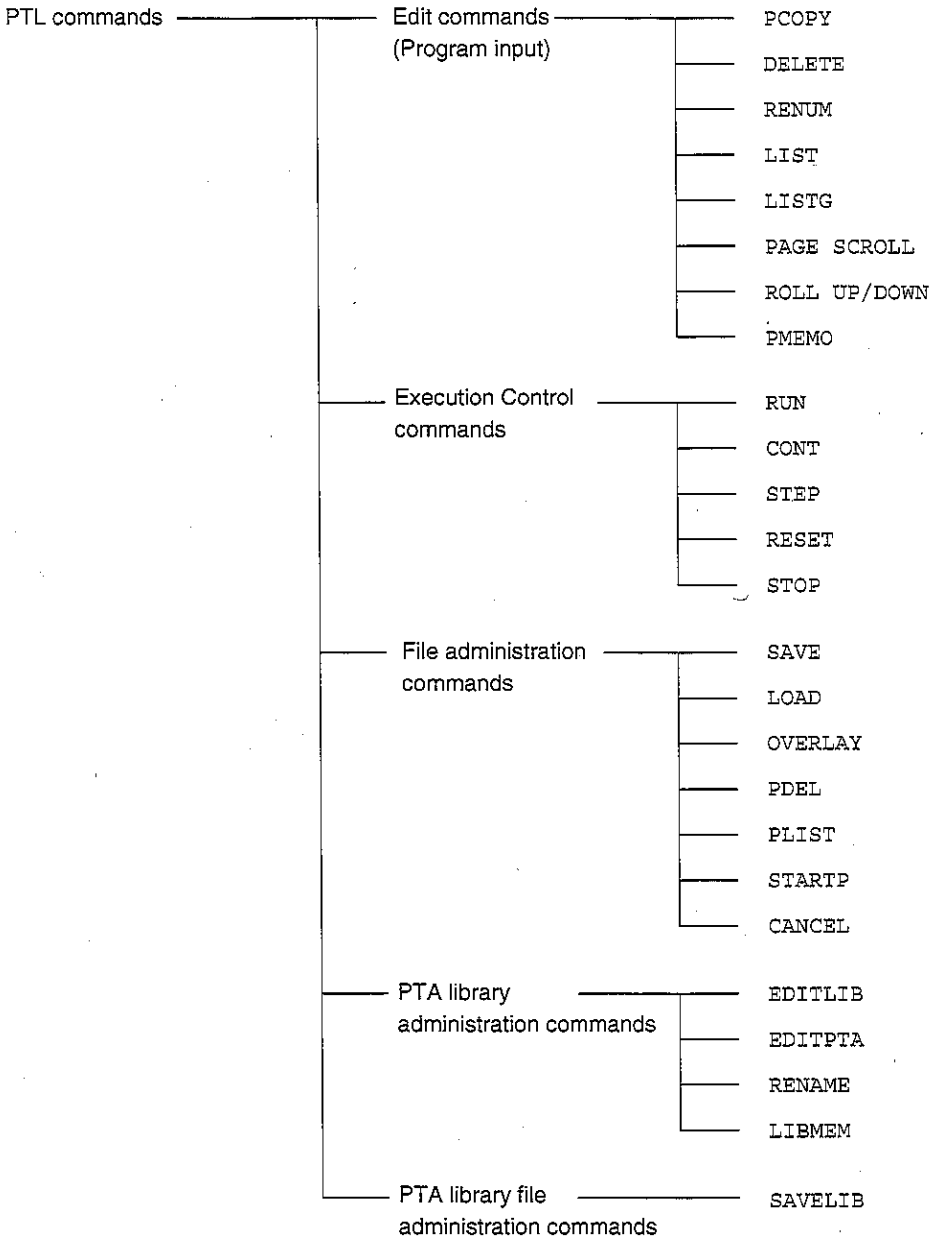 PTL commands
Edit commands
(Program input)
PCOPY
DELETE
RENUM
LIST
LISTG
PAGE SCROLL
ROLL UP/DOWN
PMEMO
Execution Control
commands
RUN
CONT
STEP
RESET
STOP
File administration
commands
SAVE
LOAD
OVERLAY
PDEL
PLIST
STARTP
CANCEL
PTA library
administration commands
EDITLIB
EDITPTA
RENAME
LIBMEM
PTA library file
administration commands
SAVELIB